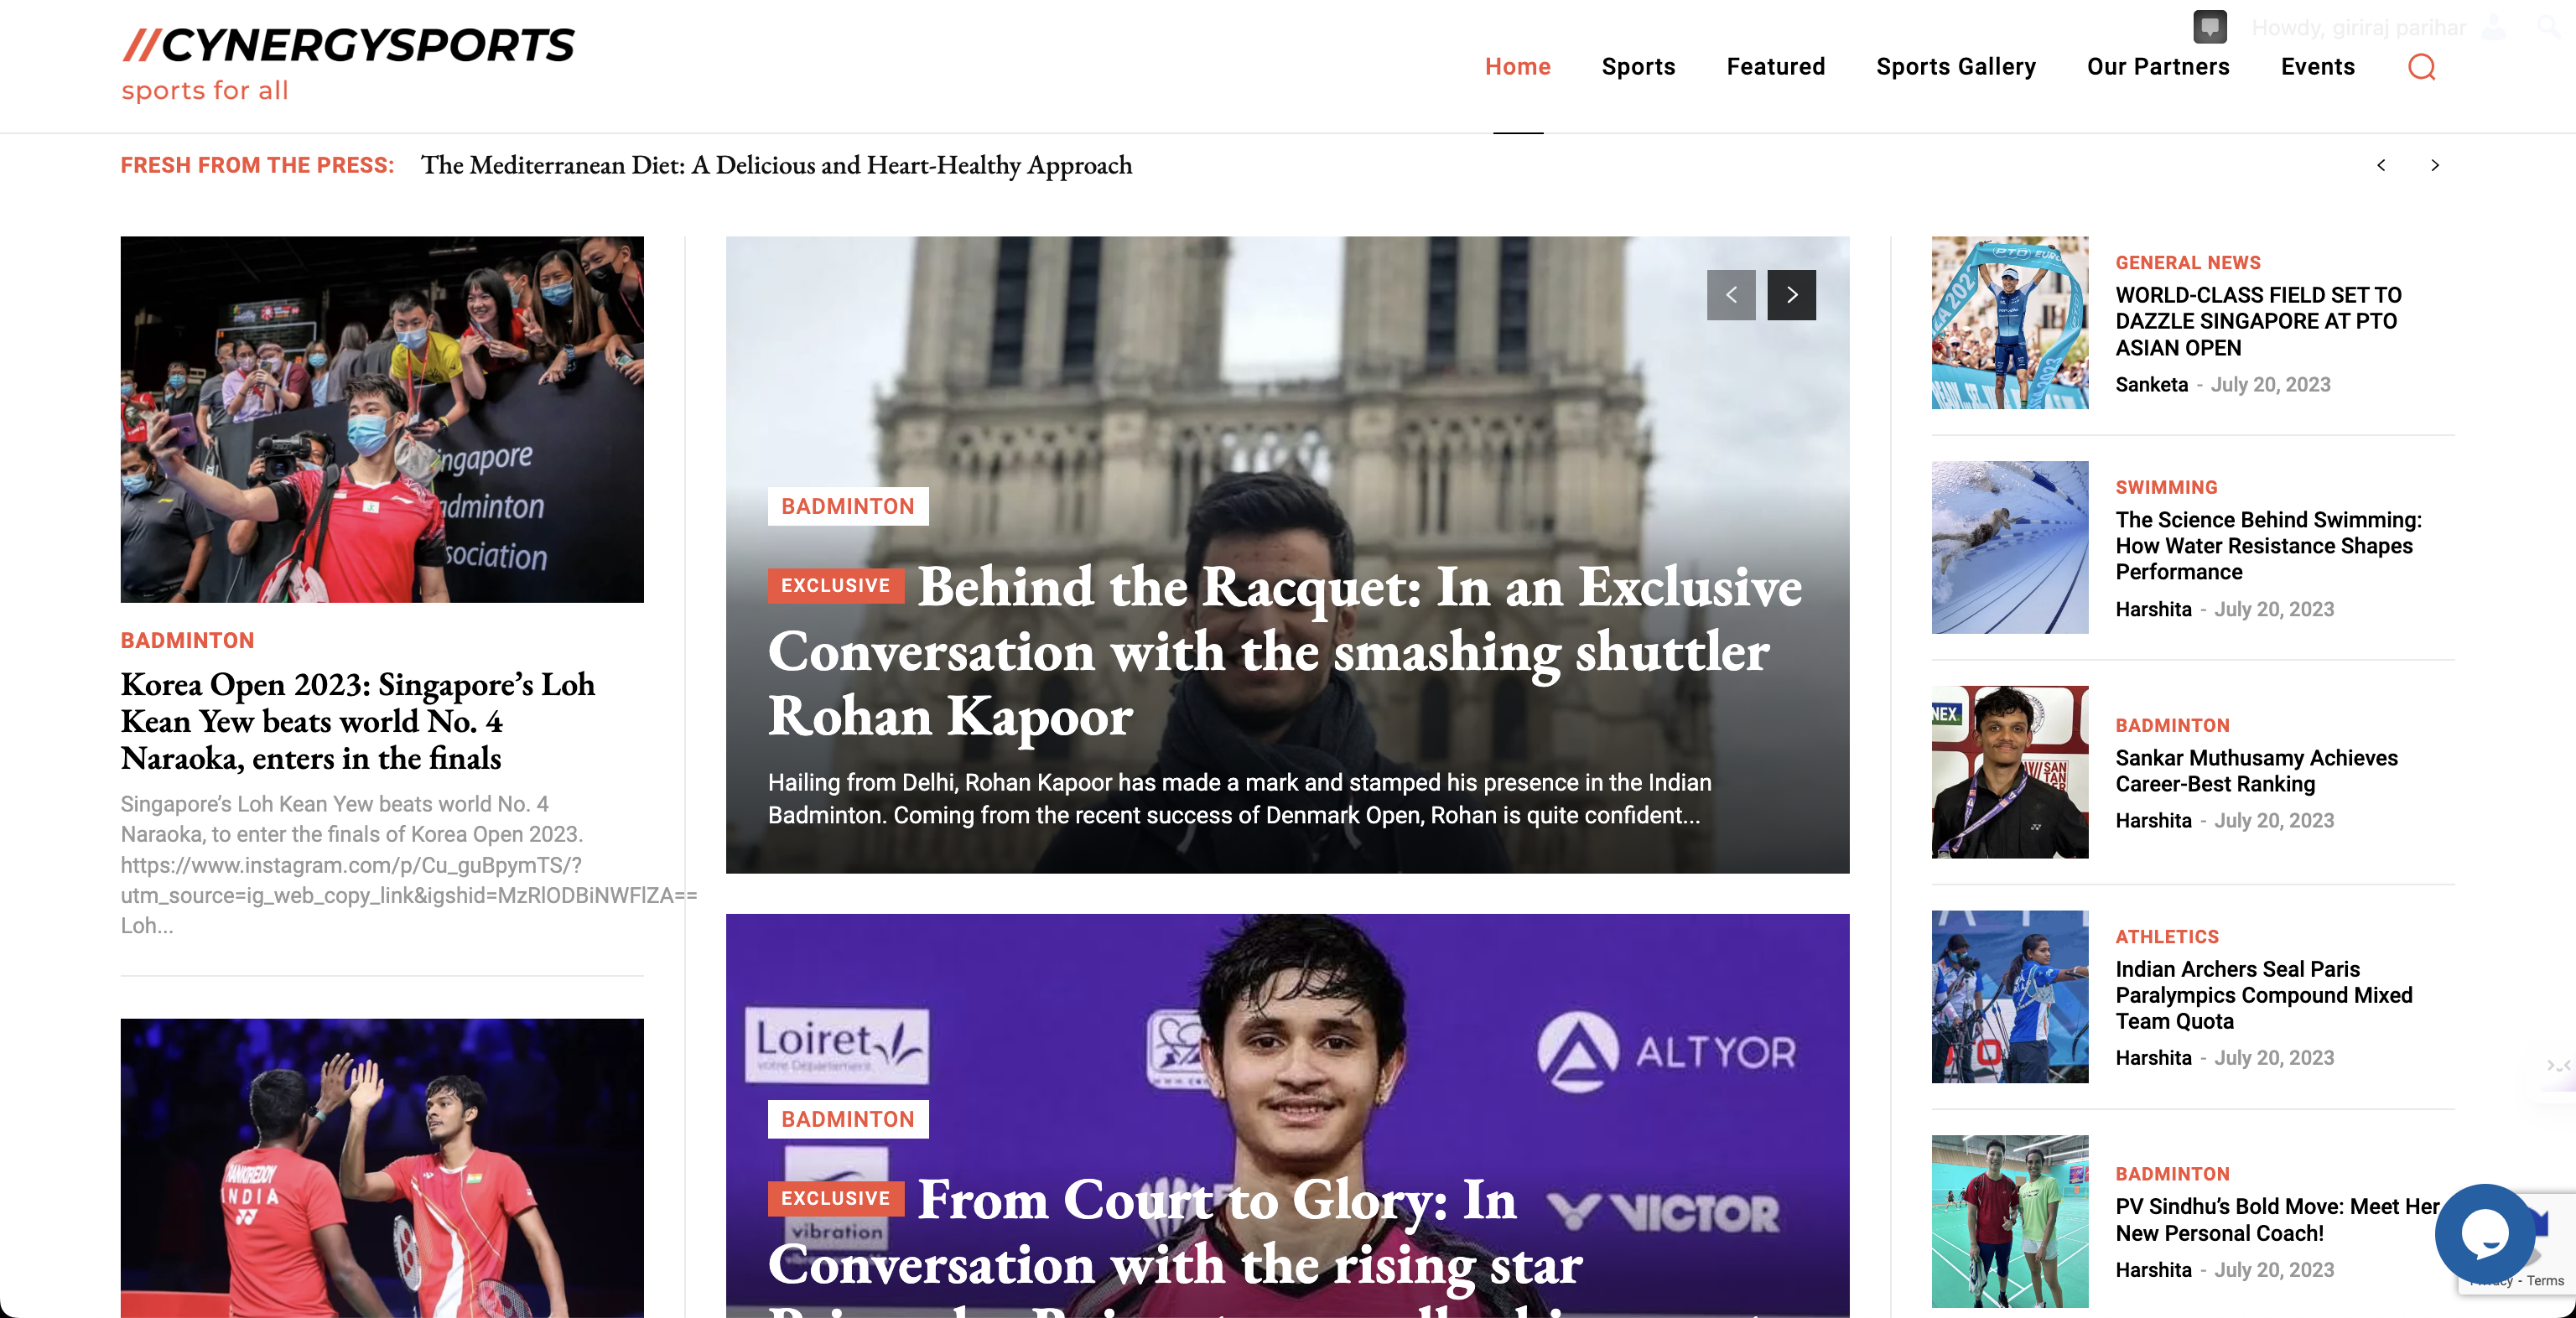 //CYNERGYSPORTS
sports for all
Howdy, giriraj parihar
Home Sports Featured Sports Gallery Our Partners Events
FRESH FROM THE PRESS: The Mediterranean Diet: A Delicious and Heart-Healthy Approach
ingapore
adminton
sociation
BADMINTON
Korea Open 2023: Singapore’s Loh
Kean Yew beats world No. 4
Naraoka, enters in the finals
Singapore’s Loh Kean Yew beats world No. 4
Naraoka, to enter the finals of Korea Open 2023.
https://www.instagram.com/p/Cu_guBpymTS/?
utm_source=ig_web_copy_link&igshid=MzRlODBiNWFlZA==
Loh...
INDIA
BADMINTON
EXCLUSIVE Behind the Racquet: In an Exclusive
Conversation with the smashing shuttler
Rohan Kapoor
Hailing from Delhi, Rohan Kapoor has made a mark and stamped his presence in the Indian
Badminton. Coming from the recent success of Denmark Open, Rohan is quite confident...
Loiret
votre Département
ALTYOR
BADMINTON
vibration
VICTOR
EXCLUSIVE From Court to Glory: In
Conversation with the rising star
PTO EURO
2023
GENERAL NEWS
WORLD-CLASS FIELD SET TO
DAZZLE SINGAPORE AT PTO
ASIAN OPEN
Sanketa - July 20, 2023
SWIMMING
The Science Behind Swimming:
How Water Resistance Shapes
Performance
Harshita - July 20, 2023
NEX
SAN
TAN
BADMINTON
Sankar Muthusamy Achieves
Career-Best Ranking
Harshita - July 20, 2023
ATHLETICS
Indian Archers Seal Paris
Paralympics Compound Mixed
Team Quota
Harshita - July 20, 2023
BADMINTON
PV Sindhu’s Bold Move: Meet Her
New Personal Coach!
Harshita - July 20, 2023
- Terms